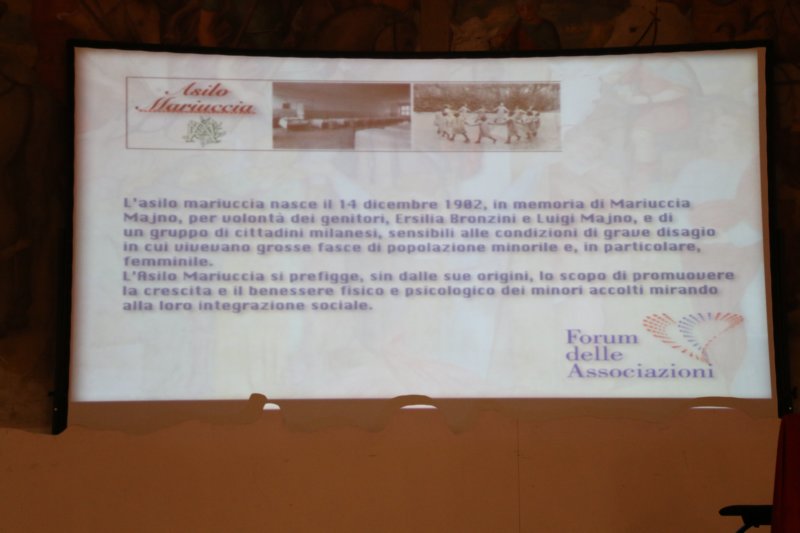 Asilo
Mariuccia
L'asilo mariuccia nasce il 14 dicembre 1902, in memoria di Mariuccia
Majno, per volontà dei genitori, Ersilia Bronzini e Luigi Majno, e di
un gruppo di cittadini milanesi, sensibili alle condizioni di grave disagio
in cui vivevano grosse fasce di popolazione minorile e, in particolare,
femminile.
L'Asilo Mariuccia si prefigge, sin dalle sue origini, lo scopo di promuovere
la crescita e il benessere fisico e psicologico dei minori accolti mirando
alla loro integrazione sociale.
Forum
delle
Associazioni